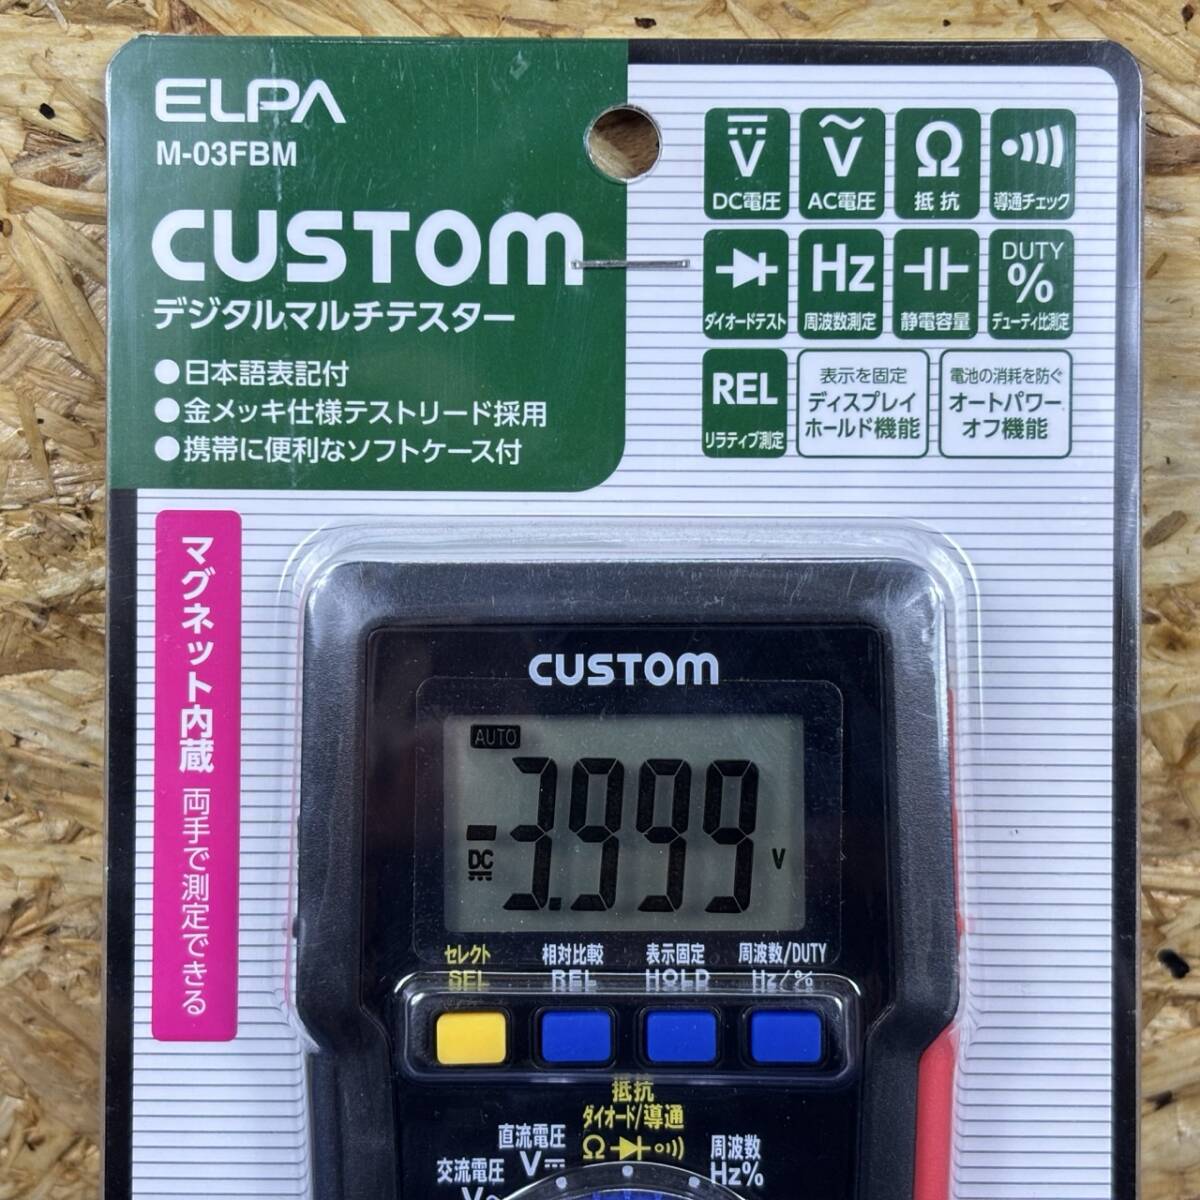 ELPA
M-03FBM
CUSTOM
デジタルマルチテスター
●日本語表記付
●金メッキ仕様テストリード採用
●携帯に便利なソフトケース付
V
DC電圧
V
AC電圧
Ω
抵抗
導通チェック
ダイオードテスト
Hz
周波数測定
静電容量
DUTY
%
デューティ比測定
REL
リラティブ測定
表示を固定
ディスプレイ
ホールド機能
電池の消耗を防ぐ
オートパワー
オフ機能
マグネット内蔵 両手で測定できる
CUSTOM
AUTO
-3.999
DC
V
セレクト 相対比較 表示固定 周波数/DUTY
SEL REL HOLD Hz/%
抵抗
ダイオード/導通
Ω
直流電圧
V
周波数
Hz%
交流電圧
V~